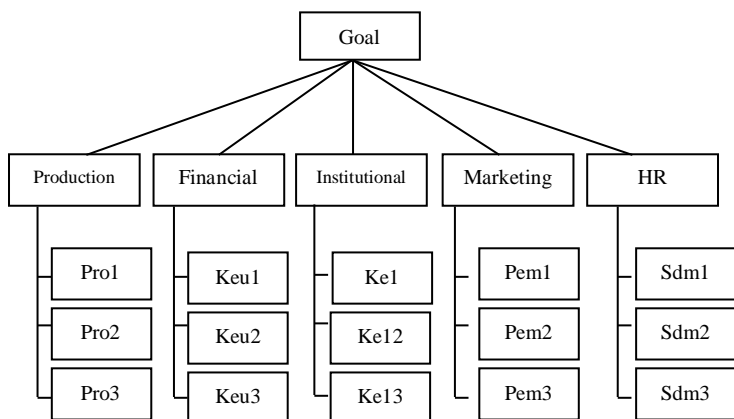 Goal
Production
Financial
Institutional
Marketing
HR
Pro1
Keu1
Ke1
Pem1
Sdm1
Pro2
Keu2
Ke12
Pem2
Sdm2
Pro3
Keu3
Ke13
Pem3
Sdm3